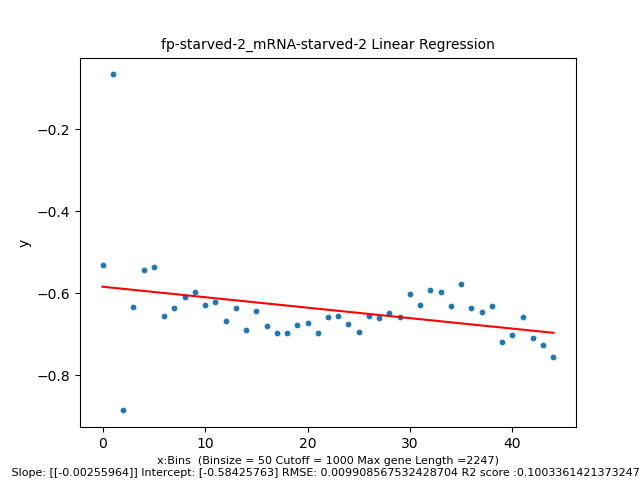 fp-starved-2_mRNA-starved-2 Linear Regression
y
−0.2
−0.4
−0.6
−0.8
0 10 20 30 40
x:Bins (Binsize = 50 Cutoff = 1000 Max gene Length =2247)
Slope: [[-0.00255964]] Intercept: [-0.58425763] RMSE: 0.009908567532428704 R2 score :0.1003361421373247